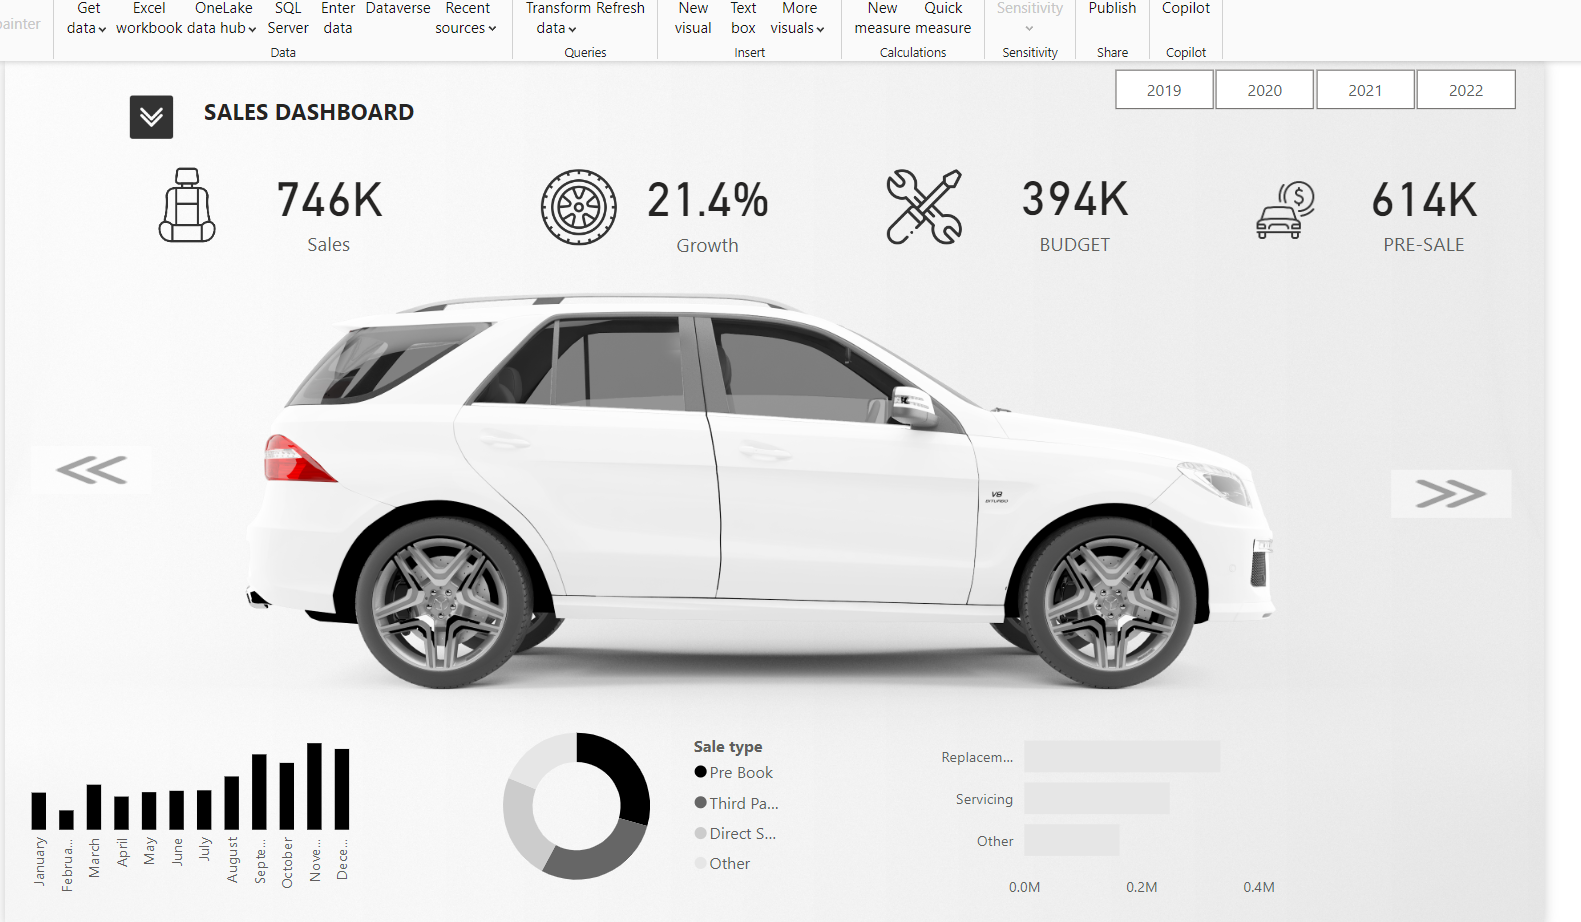 ainter
Get data
Excel workbook
OneLake data hub
SQL Server
Enter data
Dataverse
Recent sources
Data
Transform data
Refresh
Queries
New visual
Text box
More visuals
Insert
New measure
Quick measure
Calculations
Sensitivity
Sensitivity
Publish
Share
Copilot
Copilot
2019
2020
2021
2022
SALES DASHBOARD
746K
Sales
21.4%
Growth
394K
BUDGET
614K
PRE-SALE
V8
BITURBO
January
Februa...
March
April
May
June
July
August
Septe...
October
Nove...
Dece...
Sale type
Pre Book
Third Pa...
Direct S...
Other
Replacem...
Servicing
Other
0.0M
0.2M
0.4M